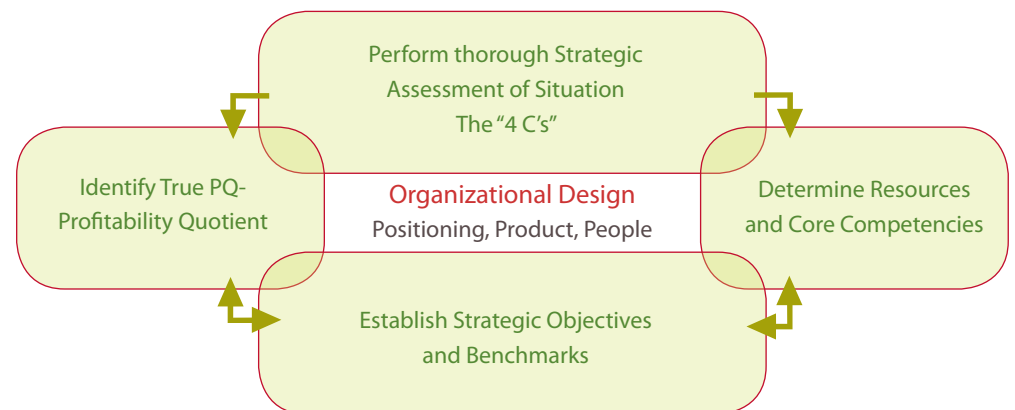 Perform thorough Strategic
Assessment of Situation
The "4 C's"
Identify True PQ-
Profitability Quotient
Organizational Design
Positioning, Product, People
Determine Resources
and Core Competencies
Establish Strategic Objectives
and Benchmarks